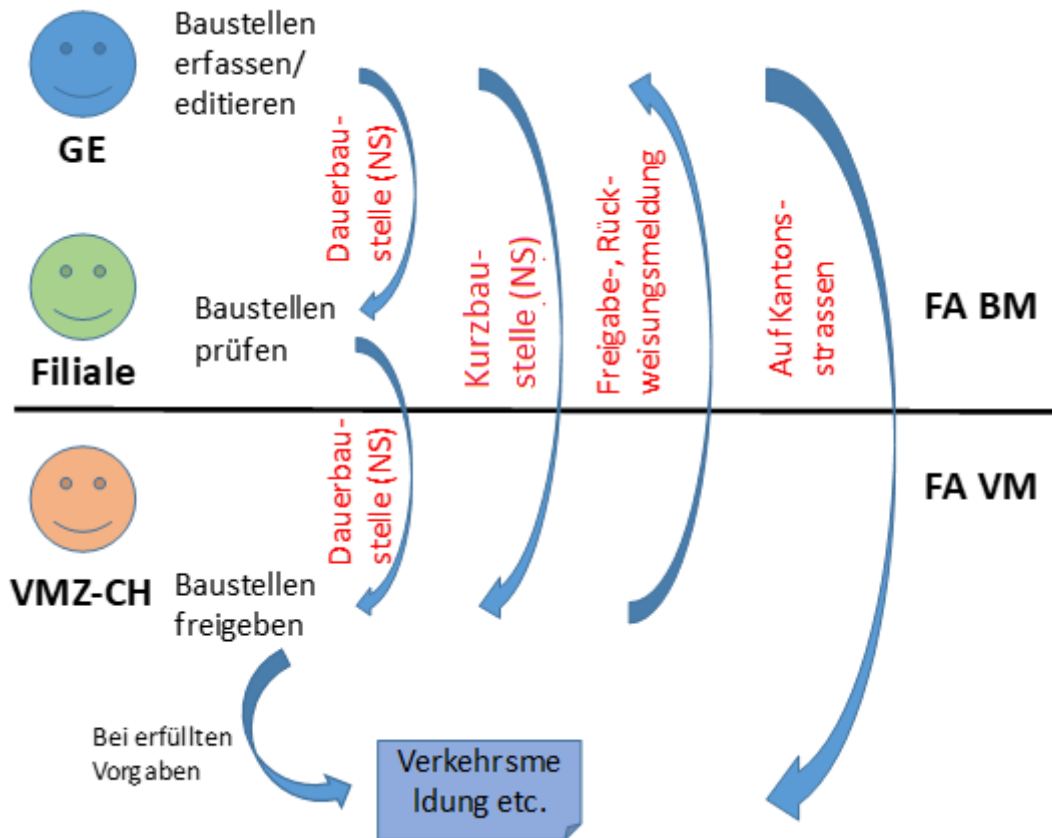 Baustellen
erfassen/
editieren
GE
Dauerbau-
stelle (NS)
Kurzbau-
stelle (NS)
Freigabe-, Rück-
weisungsmeldung
Auf Kantons-
strassen
Baustellen
prüfen
Filiale
FA BM
Dauerbau-
stelle (NS)
FA VM
VMZ-CH
Baustellen
freigeben
Bei erfüllten
Vorgaben
Verkehrsme
ldung etc.